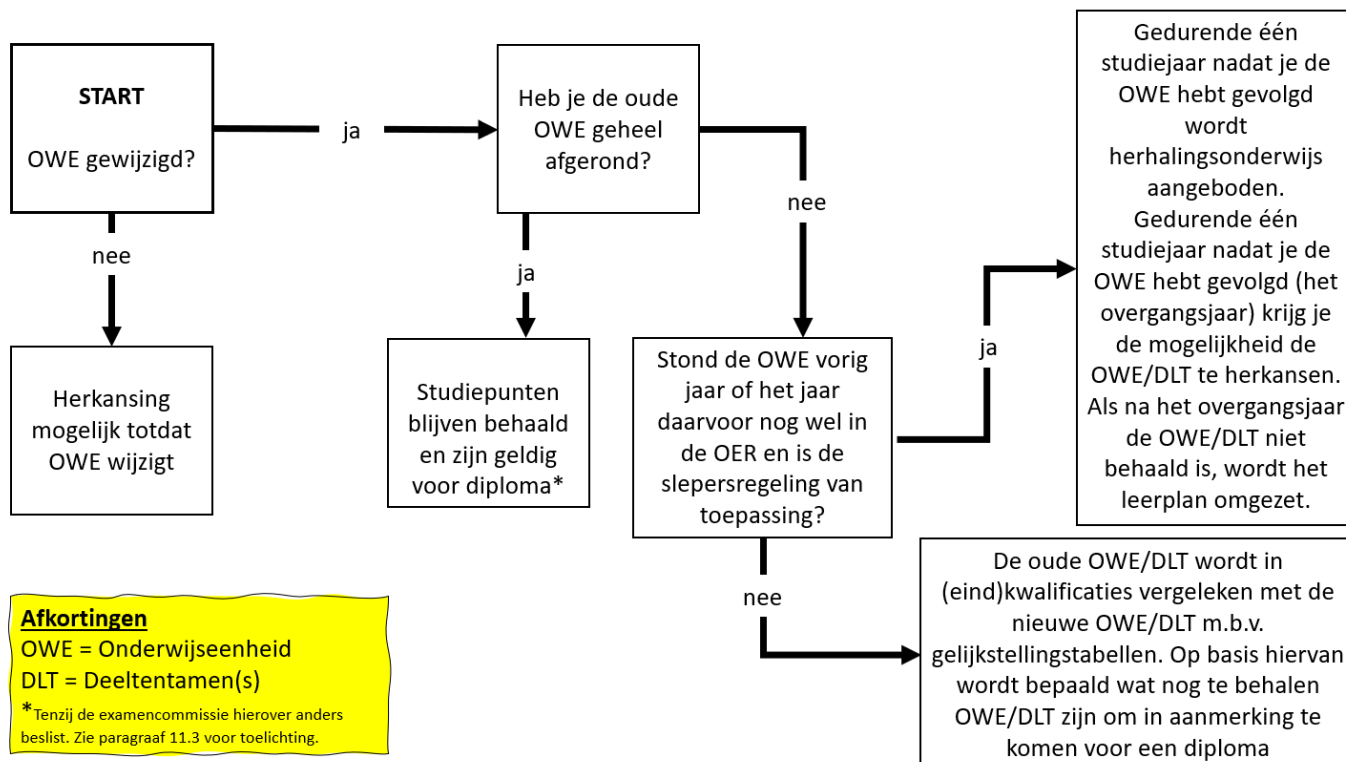 START
OWE gewijzigd?
ja
Heb je de oude
OWE geheel
afgerond?
nee
Herkansing
mogelijk totdat
OWE wijzigt
ja
Studiepunten
blijven behaald
en zijn geldig
voor diploma*
nee
Stond de OWE vorig
jaar of het jaar
daarvoor nog wel in
de OER en is de
slepersregeling van
toepassing?
ja
Gedurende één
studiejaar nadat je de
OWE hebt gevolgd
wordt
herhalingsonderwijs
aangeboden.
Gedurende één
studiejaar nadat je de
OWE hebt gevolgd (het
overgangsjaar) krijg je
de mogelijkheid de
OWE/DLT te herkansen.
Als na het overgangsjaar
de OWE/DLT niet
behaald is, wordt het
leerplan omgezet.
nee
De oude OWE/DLT wordt in
(eind)kwalificaties vergeleken met de
nieuwe OWE/DLT m.b.v.
gelijkstellingstabellen. Op basis hiervan
wordt bepaald wat nog te behalen
OWE/DLT zijn om in aanmerking te
komen voor een diploma
Afkortingen
OWE = Onderwijseenheid
DLT = Deeltentamen(s)
*Tenzij de examencommissie hierover anders
beslist. Zie paragraaf 11.3 voor toelichting.